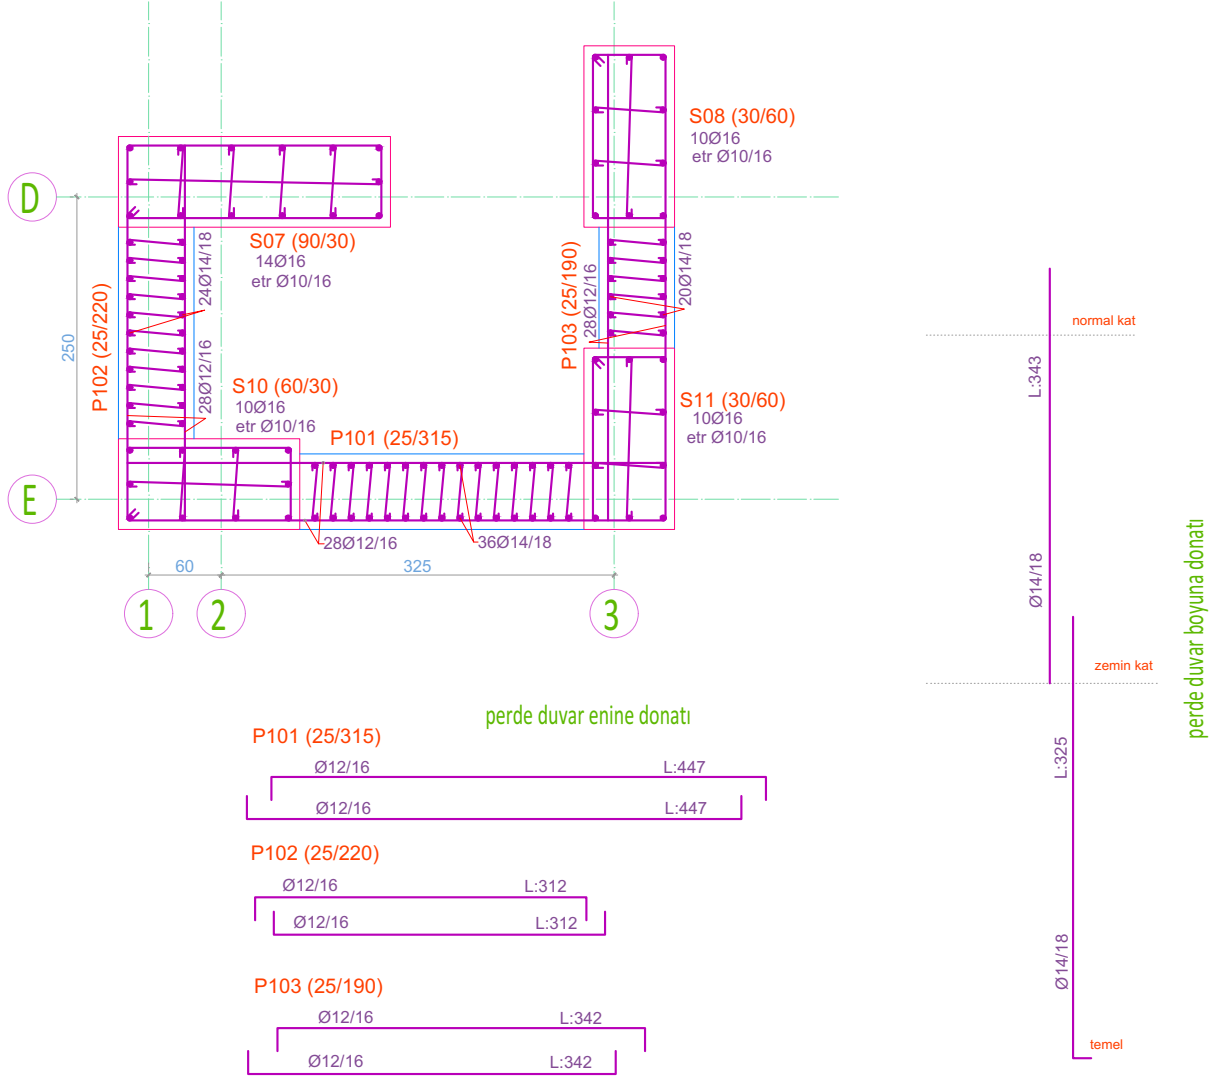 S08 (30/60)
10Ø16
etr Ø10/16
D
S07 (90/30)
14Ø16
etr Ø10/16
24Ø14/18
P102 (25/220)
28Ø12/16
250
P103 (25/190)
28Ø12/16
20Ø14/18
S10 (60/30)
10Ø16
etr Ø10/16
S11 (30/60)
10Ø16
etr Ø10/16
P101 (25/315)
E
28Ø12/16
36Ø14/18
60
325
1
2
3
normal kat
L:343
Ø14/18
zemin kat
L:325
Ø14/18
temel
perde duvar boyuna donatı
perde duvar enine donatı
P101 (25/315)
Ø12/16 L:447
Ø12/16 L:447
P102 (25/220)
Ø12/16 L:312
Ø12/16 L:312
P103 (25/190)
Ø12/16 L:342
Ø12/16 L:342